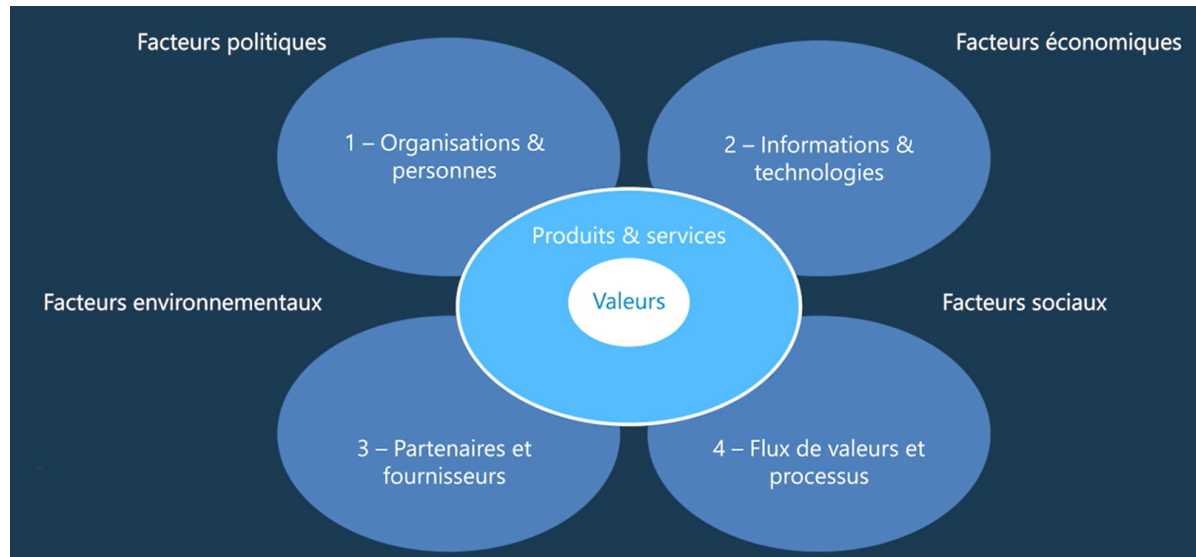 Facteurs politiques
Facteurs économiques
1 – Organisations &
personnes
2 – Informations &
technologies
Produits & services
Valeurs
Facteurs environnementaux
Facteurs sociaux
3 – Partenaires et
fournisseurs
4 – Flux de valeurs et
processus